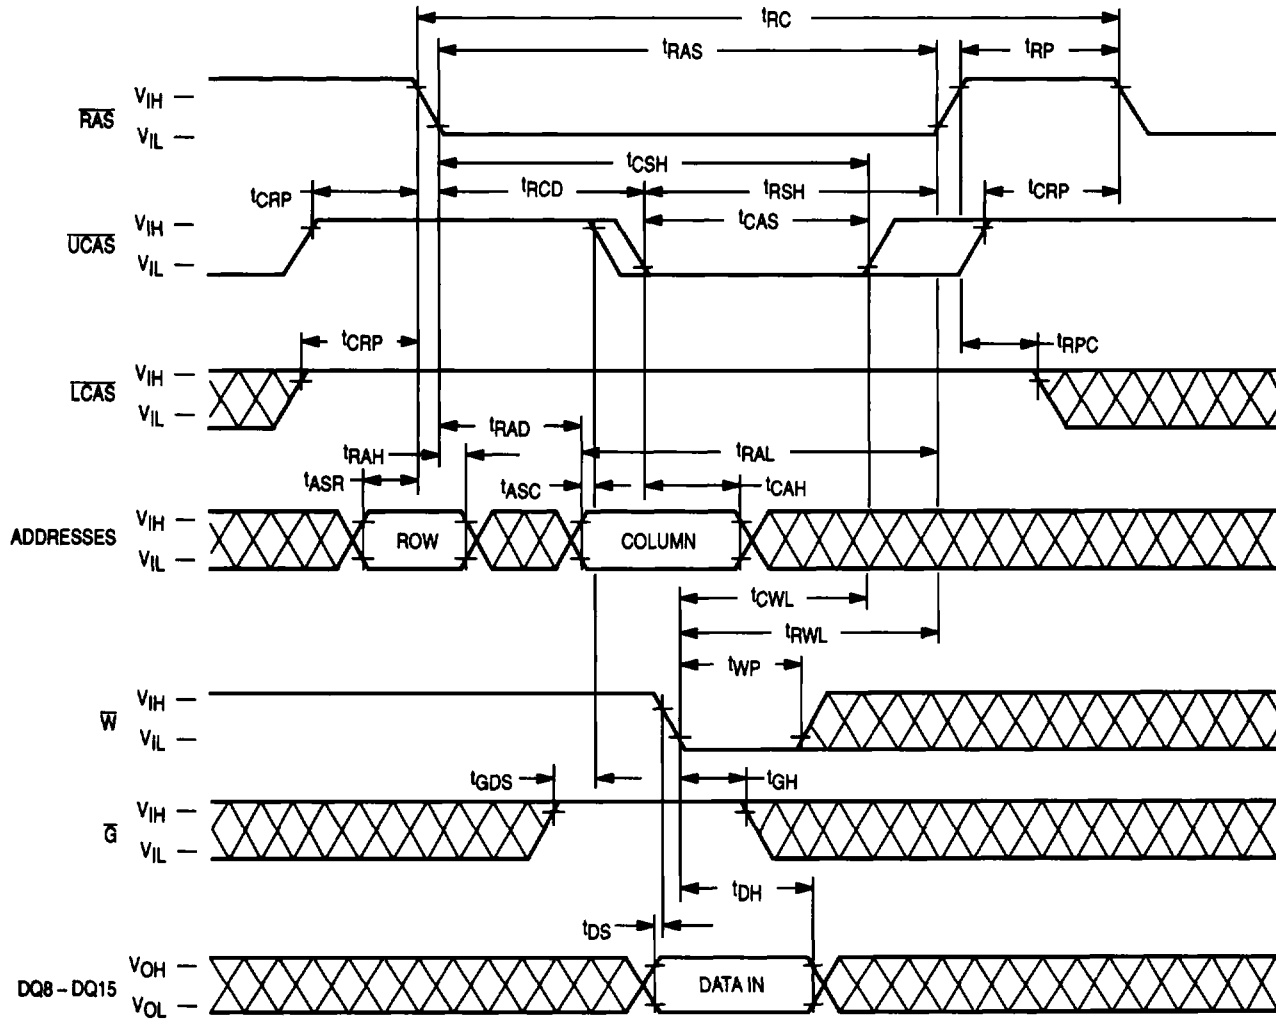 tRC
tRAS tRP
VIH
RAS
VIL
tCSH
tCRP tRCD tRSH tCRP
tCAS
VIH
UCAS
VIL
tCRP tRPC
VIH
LCAS
VIL
tRAD
tRAH tRAL
tASR tASC tCAH
VIH
ADDRESSES ROW COLUMN
VIL
tCWL
tRWL
tWP
VIH
W
VIL
tGDS tGH
VIH
G
VIL
tDH
tDS
VOH
DQ8 – DQ15 DATA IN
VOL